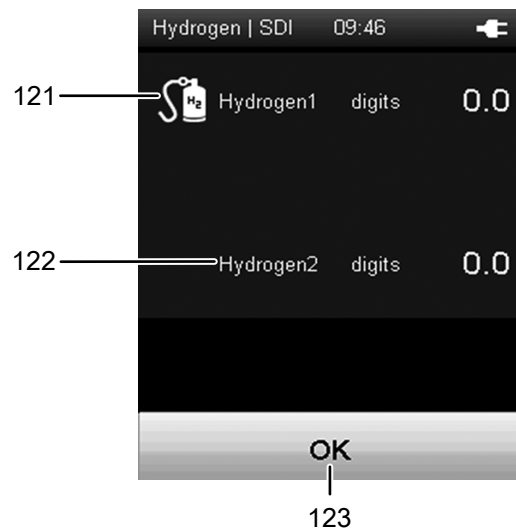 Hydrogen | SDI 09:46
121 H2 Hydrogen1 digits 0.0
122 Hydrogen2 digits 0.0
OK
123